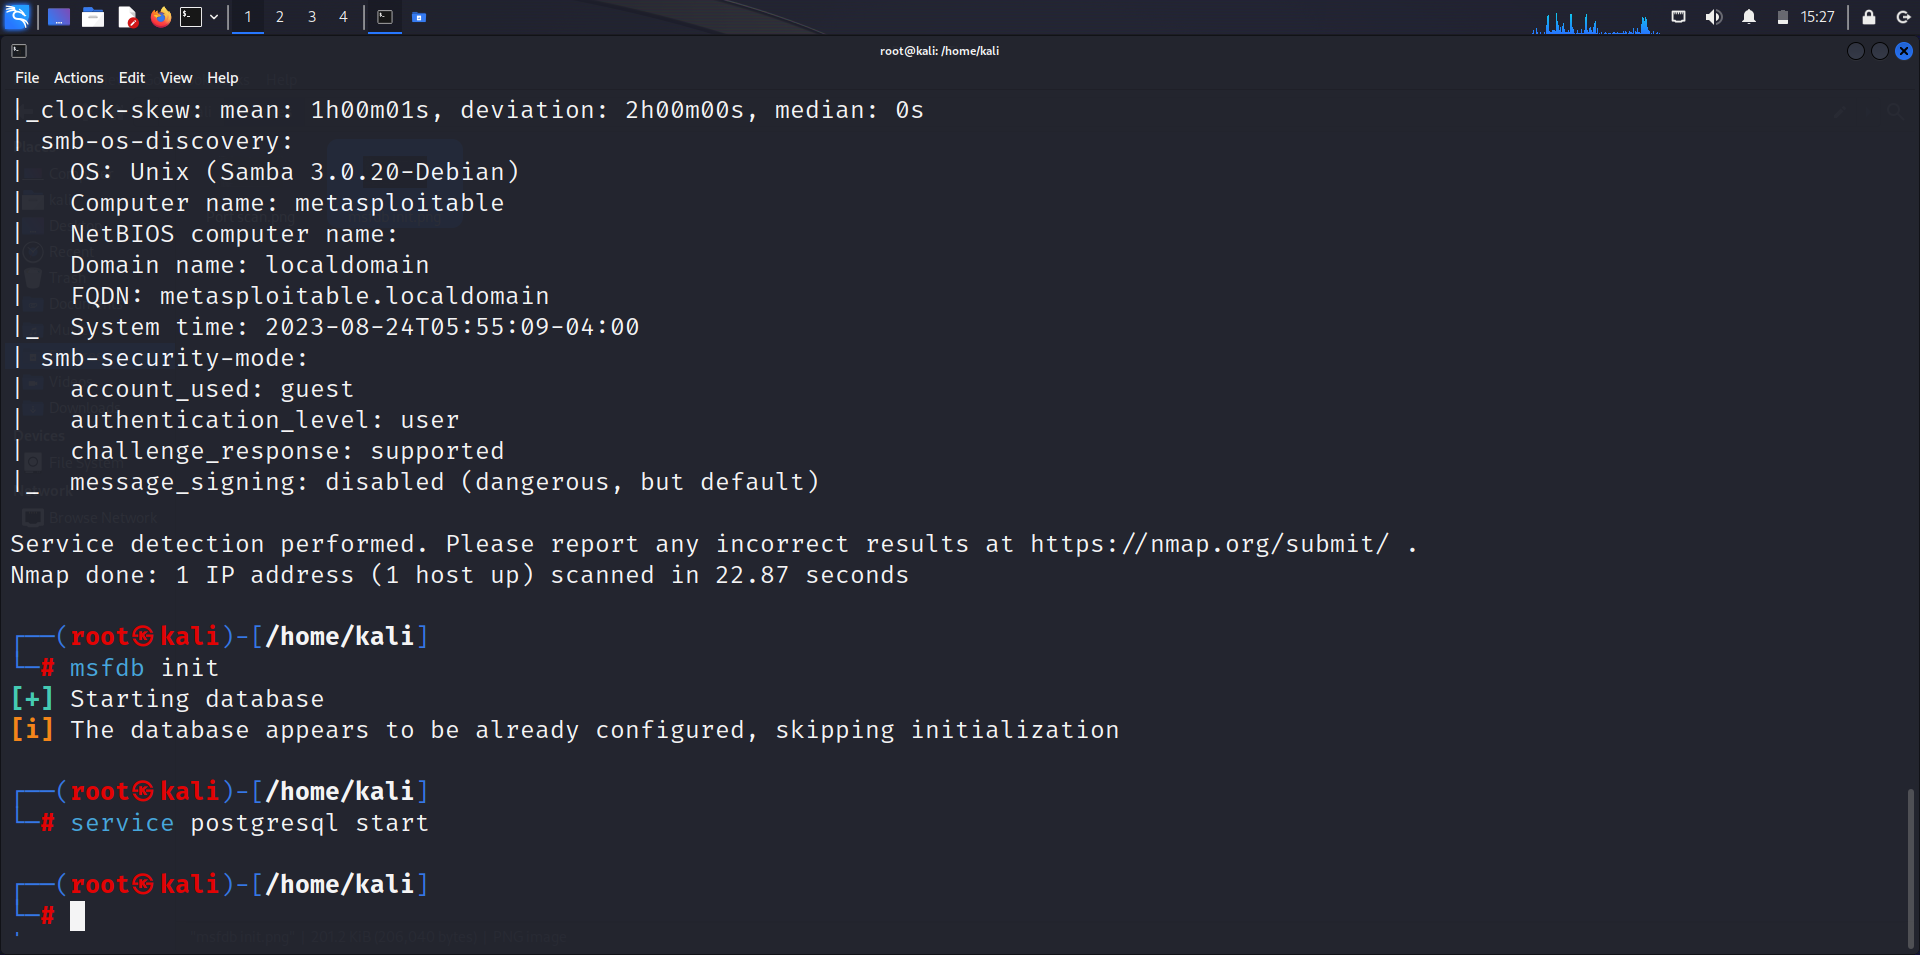 1 2 3 4 15:27
root@kali: /home/kali
File Actions Edit View Help
|_clock-skew: mean: 1h00m01s, deviation: 2h00m00s, median: 0s
| smb-os-discovery:
|   OS: Unix (Samba 3.0.20-Debian)
|   Computer name: metasploitable
|   NetBIOS computer name:
|   Domain name: localdomain
|   FQDN: metasploitable.localdomain
|_  System time: 2023-08-24T05:55:09-04:00
| smb-security-mode:
|   account_used: guest
|   authentication_level: user
|   challenge_response: supported
|_  message_signing: disabled (dangerous, but default)
Browse Network
Service detection performed. Please report any incorrect results at https://nmap.org/submit/ .
Nmap done: 1 IP address (1 host up) scanned in 22.87 seconds
┌──(root㉿kali)-[/home/kali]
└─# msfdb init
[+] Starting database
[i] The database appears to be already configured, skipping initialization
┌──(root㉿kali)-[/home/kali]
└─# service postgresql start
┌──(root㉿kali)-[/home/kali]
└─#